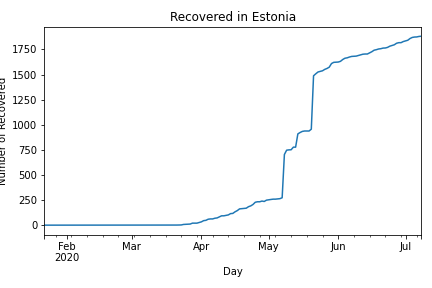 Recovered in Estonia
Number of Recovered
1750
1500
1250
1000
750
500
250
0
Feb
2020
Mar
Apr
May
Jun
Jul
Day